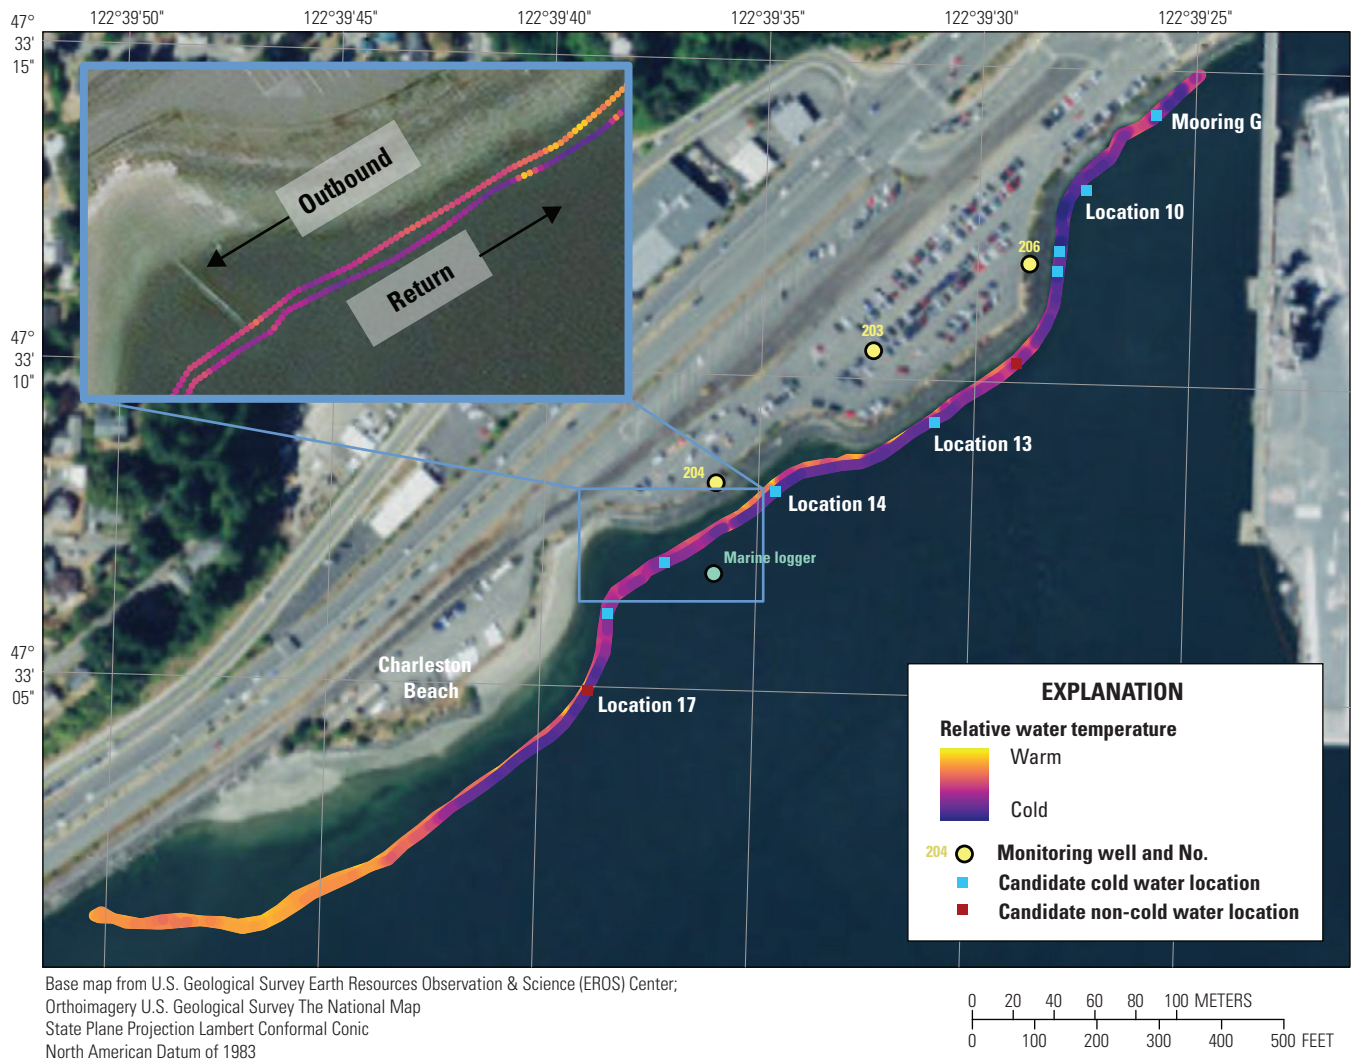 122°39'50"
122°39'45"
122°39'40"
122°39'35"
122°39'30"
122°39'25"
47°
33'
15"
47°
33'
10"
47°
33'
05"
Outbound
Return
Mooring G
Location 10
206
203
Location 13
204
Location 14
Marine logger
Charleston
Beach
Location 17
EXPLANATION
Relative water temperature
Warm
Cold
204 Monitoring well and No.
Candidate cold water location
Candidate non-cold water location
Base map from U.S. Geological Survey Earth Resources Observation & Science (EROS) Center;
Orthoimagery U.S. Geological Survey The National Map
State Plane Projection Lambert Conformal Conic
North American Datum of 1983
0 20 40 60 80 100 METERS
0 100 200 300 400 500 FEET